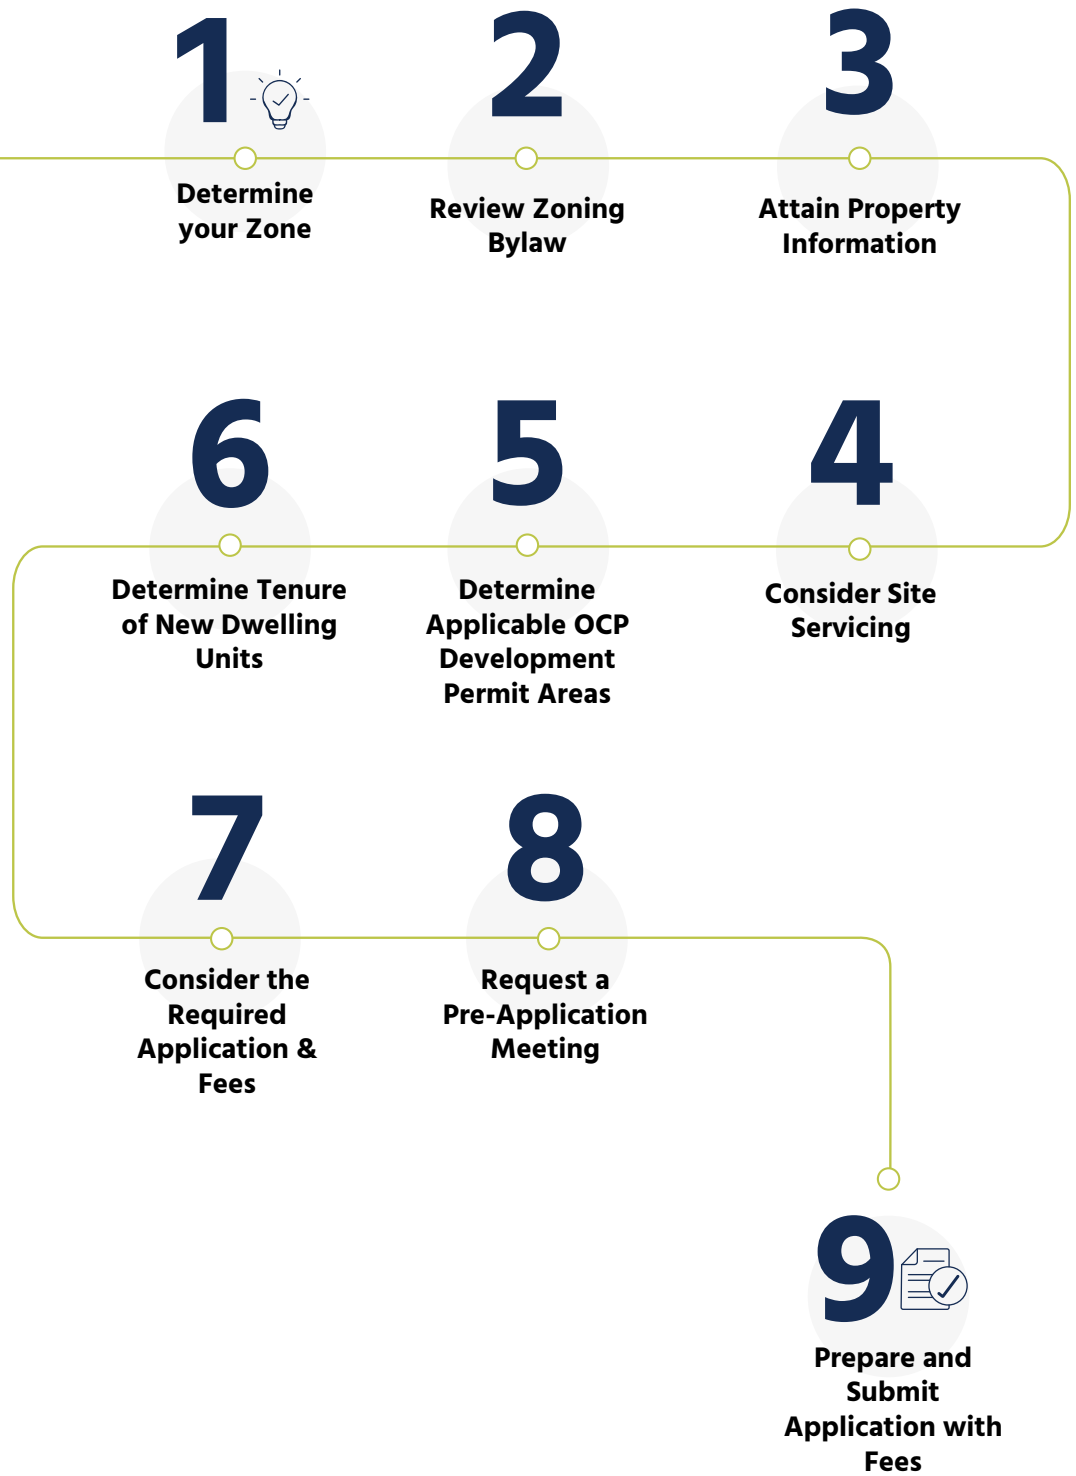 1
Determine
your Zone
2
Review Zoning
Bylaw
3
Attain Property
Information
4
Consider Site
Servicing
5
Determine
Applicable OCP
Development
Permit Areas
6
Determine Tenure
of New Dwelling
Units
7
Consider the
Required
Application &
Fees
8
Request a
Pre-Application
Meeting
9
Prepare and
Submit
Application with
Fees